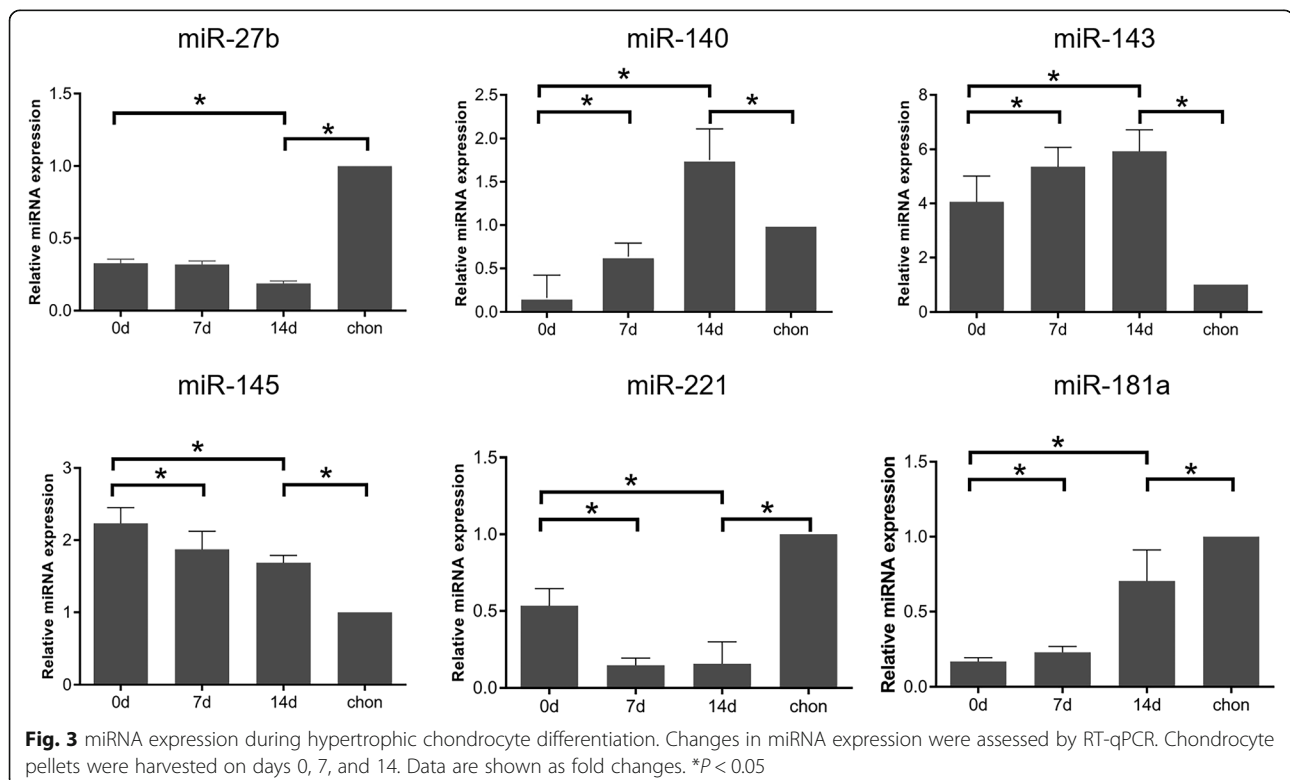 miR-27b
miR-140
miR-143
Relative miRNA expression
1.5
1.0
0.5
0.0
*
*
0d 7d 14d chon
Relative miRNA expression
2.5
2.0
1.5
1.0
0.5
0.0
*
*
*
0d 7d 14d chon
Relative miRNA expression
8
6
4
2
0
*
*
*
0d 7d 14d chon
miR-145
miR-221
miR-181a
Relative miRNA expression
3
2
1
0
*
*
*
0d 7d 14d chon
Relative miRNA expression
1.5
1.0
0.5
0.0
*
*
*
0d 7d 14d chon
Relative miRNA expression
1.5
1.0
0.5
0.0
*
*
*
0d 7d 14d chon
Fig. 3 miRNA expression during hypertrophic chondrocyte differentiation. Changes in miRNA expression were assessed by RT-qPCR. Chondrocyte
pellets were harvested on days 0, 7, and 14. Data are shown as fold changes. *P < 0.05